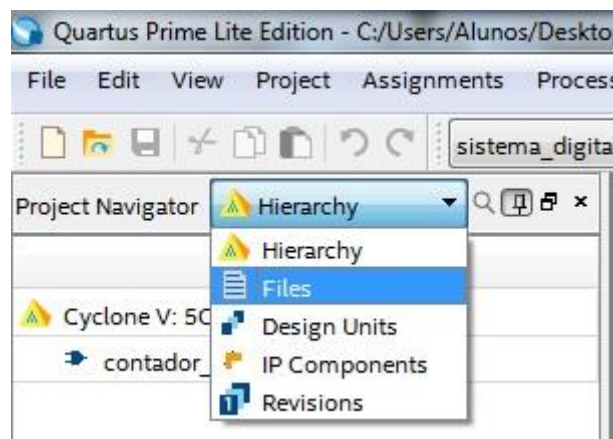 Quartus Prime Lite Edition - C:/Users/Alunos/Deskto
File Edit View Project Assignments Process
sistema_digita
Project Navigator Hierarchy
Hierarchy
Files
Cyclone V: 5C
Design Units
contador_
IP Components
Revisions